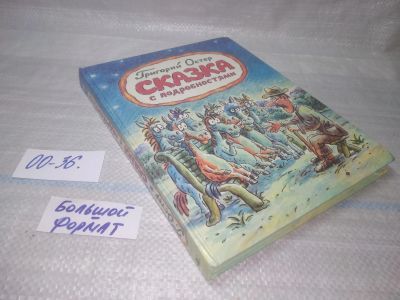 Григорий Остер
СКАЗКА
С ПОДРОБНОСТЯМИ
00-36.
БОЛЬШОЙ
ФОРМАТ